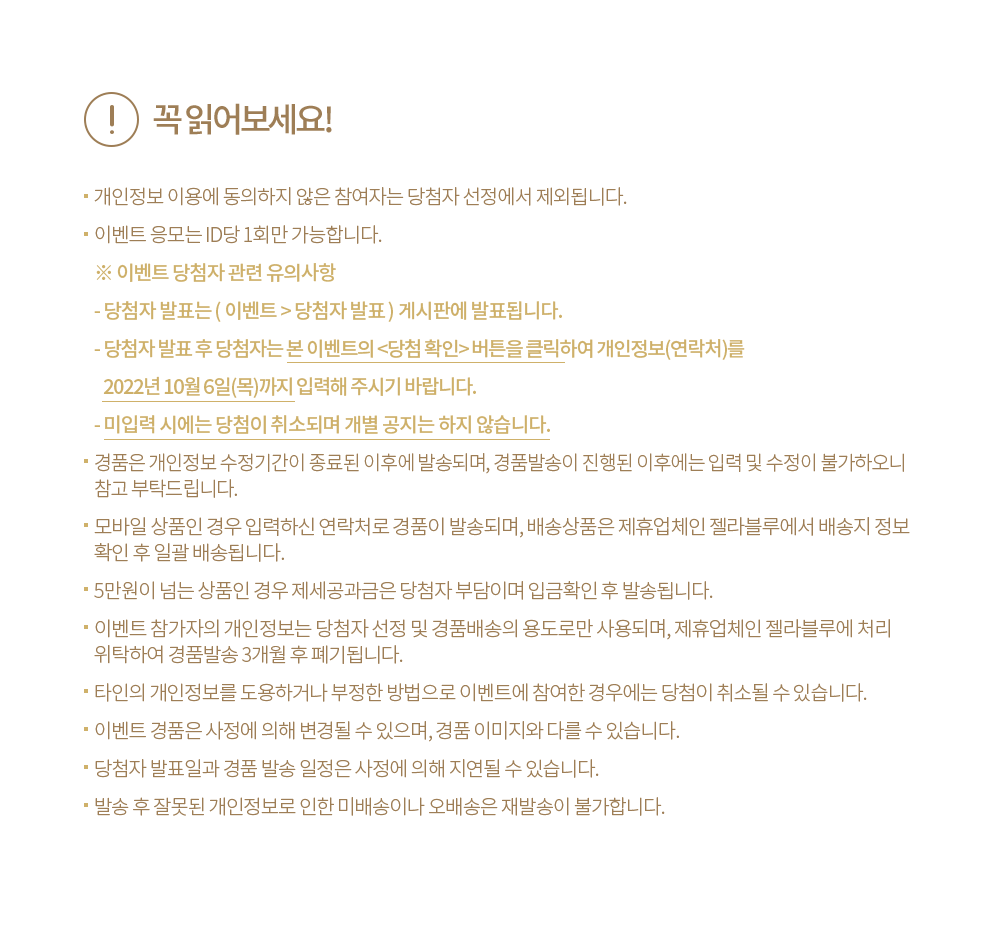 꼭 읽어보세요!
개인정보 이용에 동의하지 않은 참여자는 당첨자 선정에서 제외됩니다.
이벤트 응모는 ID당 1회만 가능합니다.
※ 이벤트 당첨자 관련 유의사항
- 당첨자 발표는 ( 이벤트 > 당첨자 발표 ) 게시판에 발표됩니다.
- 당첨자 발표 후 당첨자는 본 이벤트의 <당첨 확인> 버튼을 클릭하여 개인정보(연락처)를
2022년 10월 6일(목)까지 입력해 주시기 바랍니다.
- 미입력 시에는 당첨이 취소되며 개별 공지는 하지 않습니다.
경품은 개인정보 수정기간이 종료된 이후에 발송되며, 경품발송이 진행된 이후에는 입력 및 수정이 불가하오니
참고 부탁드립니다.
모바일 상품인 경우 입력하신 연락처로 경품이 발송되며, 배송상품은 제휴업체인 젤라블루에서 배송지 정보
확인 후 일괄 배송됩니다.
5만원이 넘는 상품인 경우 제세공과금은 당첨자 부담이며 입금확인 후 발송됩니다.
이벤트 참가자의 개인정보는 당첨자 선정 및 경품배송의 용도로만 사용되며, 제휴업체인 젤라블루에 처리
위탁하여 경품발송 3개월 후 폐기됩니다.
타인의 개인정보를 도용하거나 부정한 방법으로 이벤트에 참여한 경우에는 당첨이 취소될 수 있습니다.
이벤트 경품은 사정에 의해 변경될 수 있으며, 경품 이미지와 다를 수 있습니다.
당첨자 발표일과 경품 발송 일정은 사정에 의해 지연될 수 있습니다.
발송 후 잘못된 개인정보로 인한 미배송이나 오배송은 재발송이 불가합니다.